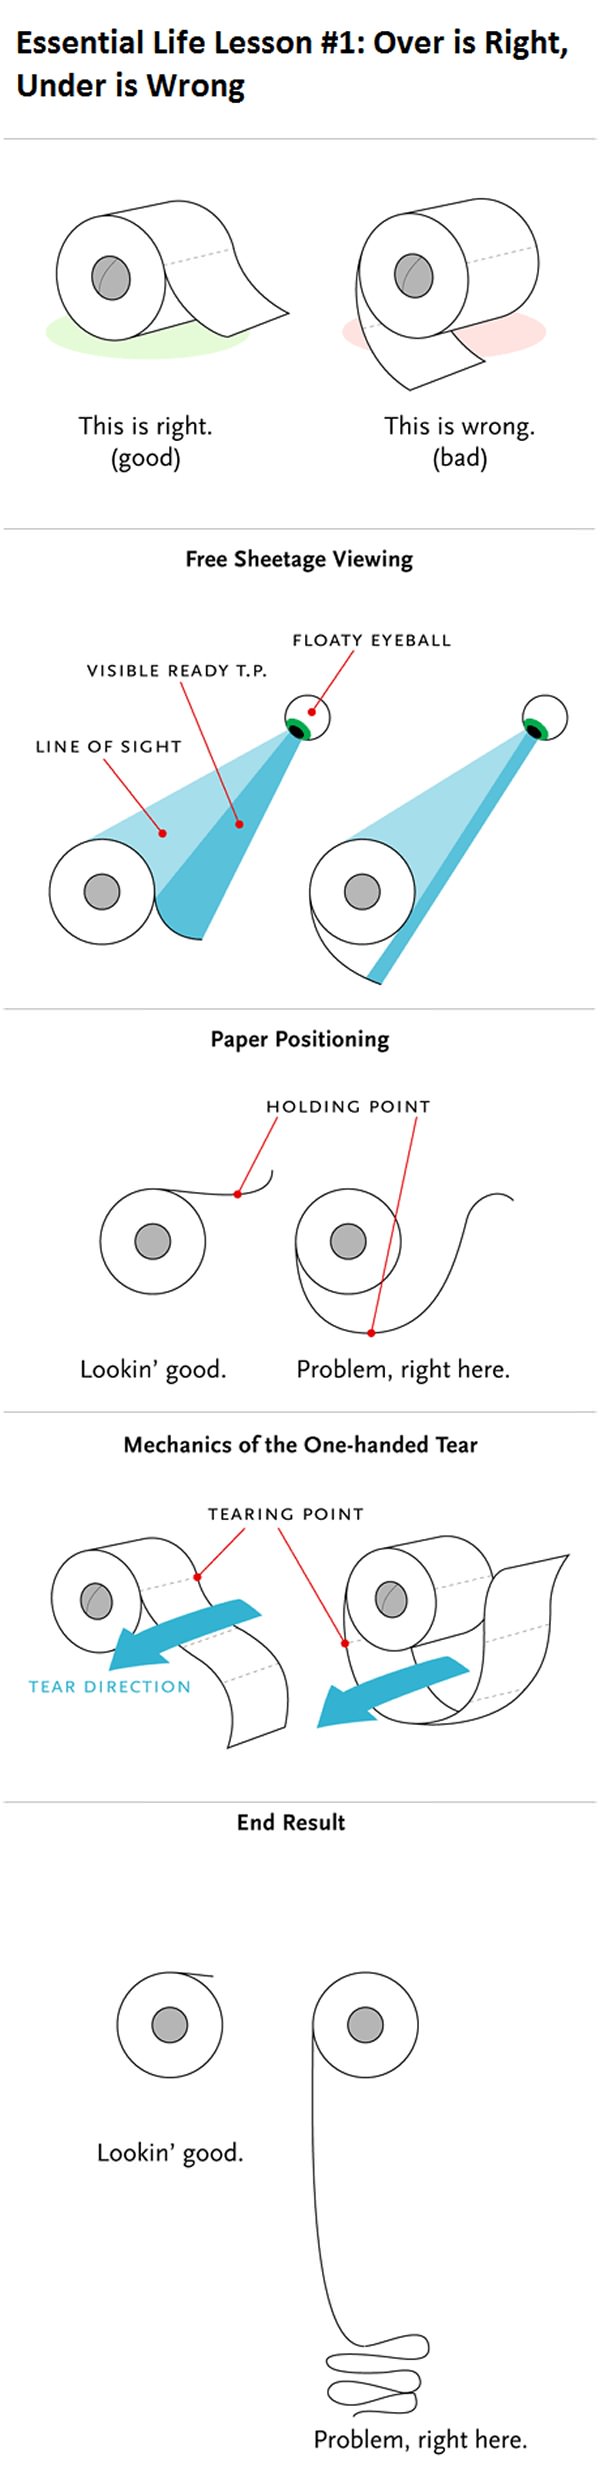 Essential Life Lesson #1: Over is Right,
Under is Wrong
This is right.
(good)
This is wrong.
(bad)
Free Sheetage Viewing
FLOATY EYEBALL
VISIBLE READY T.P.
LINE OF SIGHT
Paper Positioning
HOLDING POINT
Lookin’ good.
Problem, right here.
Mechanics of the One-handed Tear
TEARING POINT
TEAR DIRECTION
End Result
Lookin’ good.
Problem, right here.